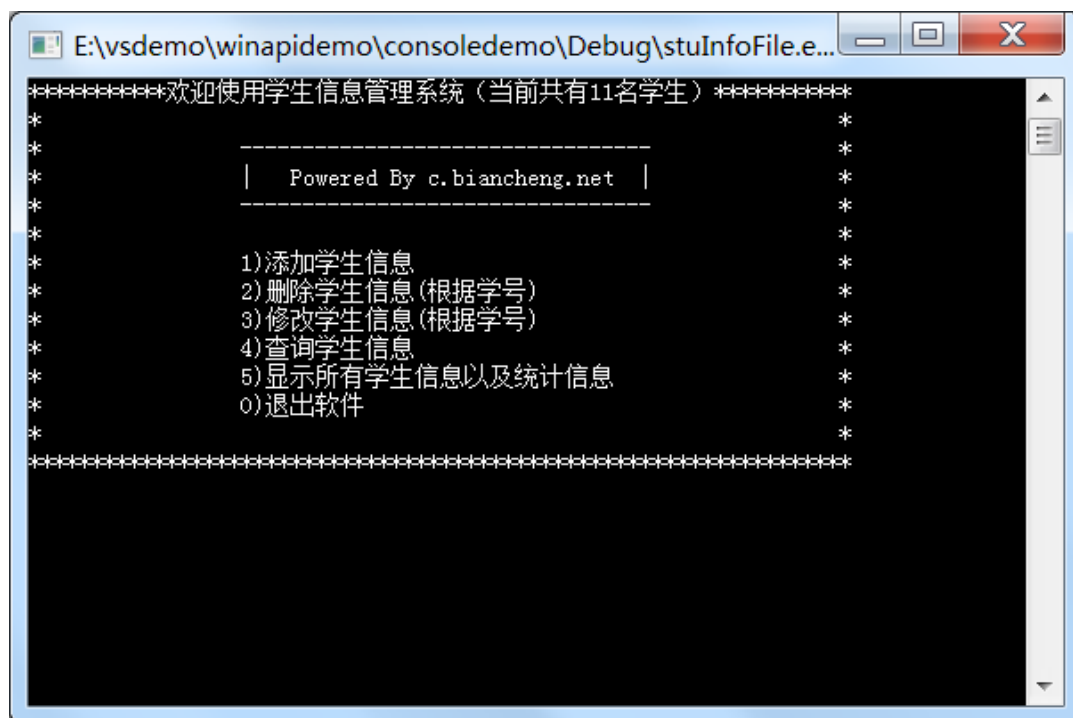 E:\vsdemo\winapidemo\consoledemo\Debug\stuInfoFile.e...
***********欢迎使用学生信息管理系统（当前共有11名学生）***********
* *
* --------------------------------- *
* | Powered By c.biancheng.net | *
* --------------------------------- *
* *
* 1)添加学生信息 *
* 2)删除学生信息(根据学号) *
* 3)修改学生信息(根据学号) *
* 4)查询学生信息 *
* 5)显示所有学生信息以及统计信息 *
* 0)退出软件 *
* *
******************************************************************